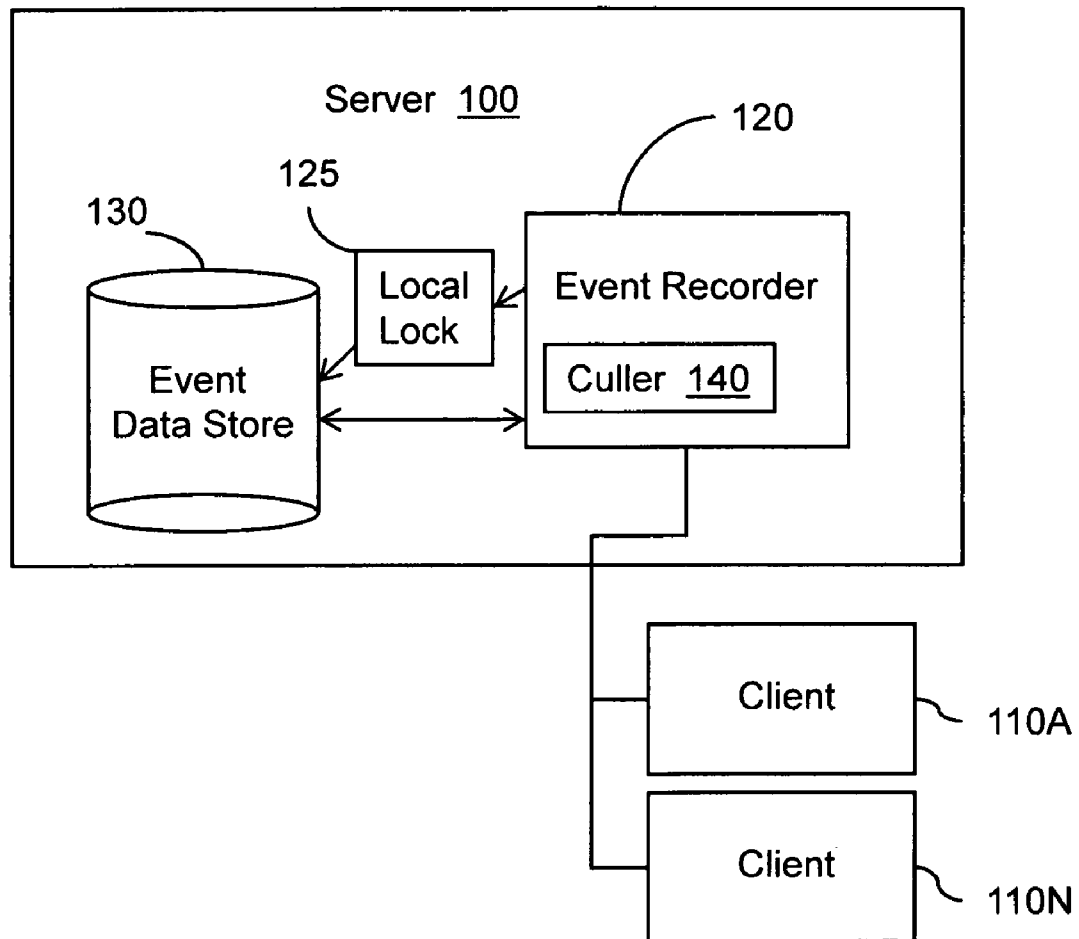 Server 100
120
125
130
Local
Lock
Event Recorder
Culler 140
Event
Data Store
Client
110A
Client
110N